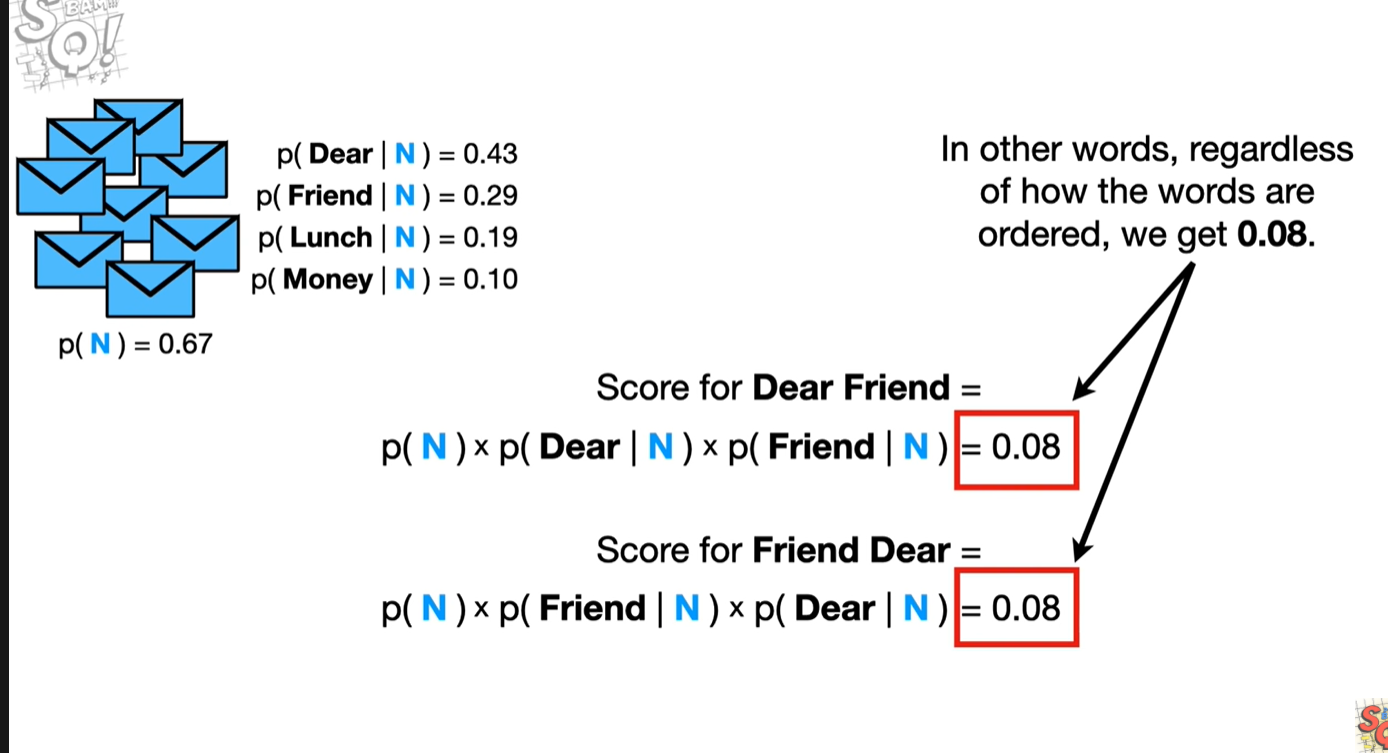 BAM!!!
SQ!
p( Dear | N ) = 0.43
p( Friend | N ) = 0.29
p( Lunch | N ) = 0.19
p( Money | N ) = 0.10
p( N ) = 0.67
In other words, regardless
of how the words are
ordered, we get 0.08.
Score for Dear Friend =
p( N ) × p( Dear | N ) × p( Friend | N ) = 0.08
Score for Friend Dear =
p( N ) × p( Friend | N ) × p( Dear | N ) = 0.08